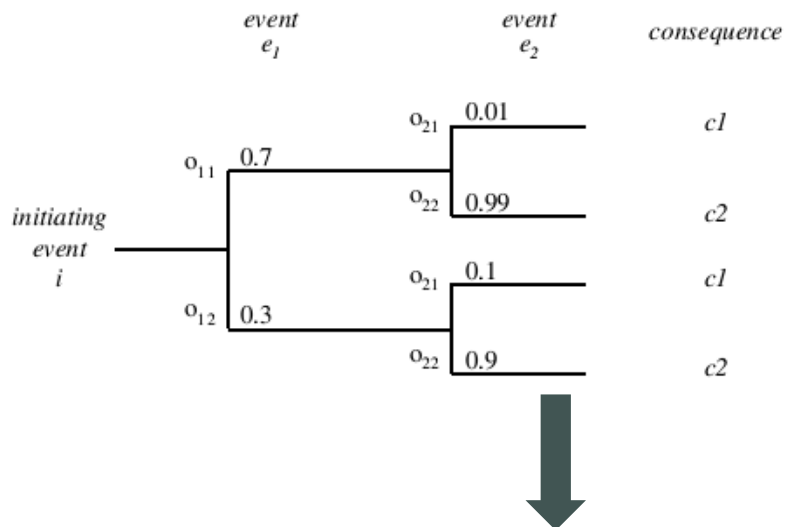 event event
e₁ e₂ consequence
o₂₁ 0.01 c1
o₁₁ 0.7
o₂₂ 0.99 c2
initiating
event
i
o₂₁ 0.1 c1
o₁₂ 0.3
o₂₂ 0.9 c2